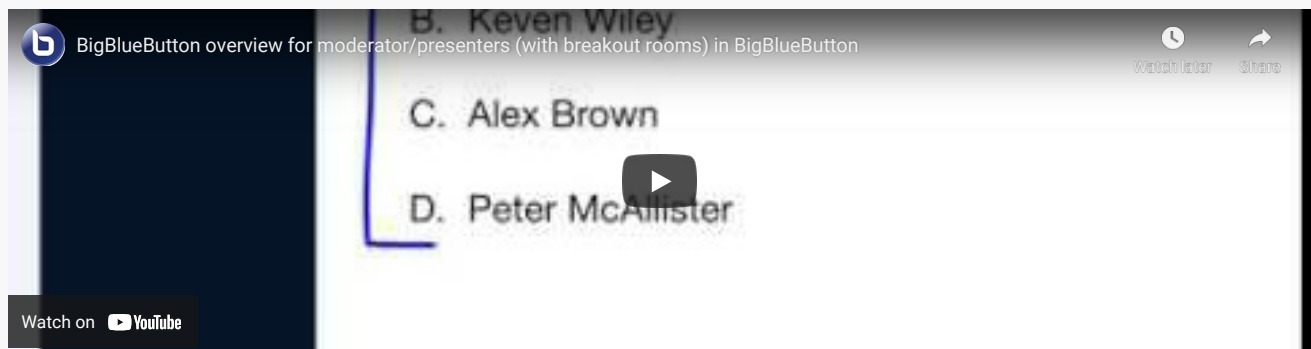 B. Keven Wiley
BigBlueButton overview for moderator/presenters (with breakout rooms) in BigBlueButton
Watch later
Share
C. Alex Brown
D. Peter McAllister
Watch on YouTube